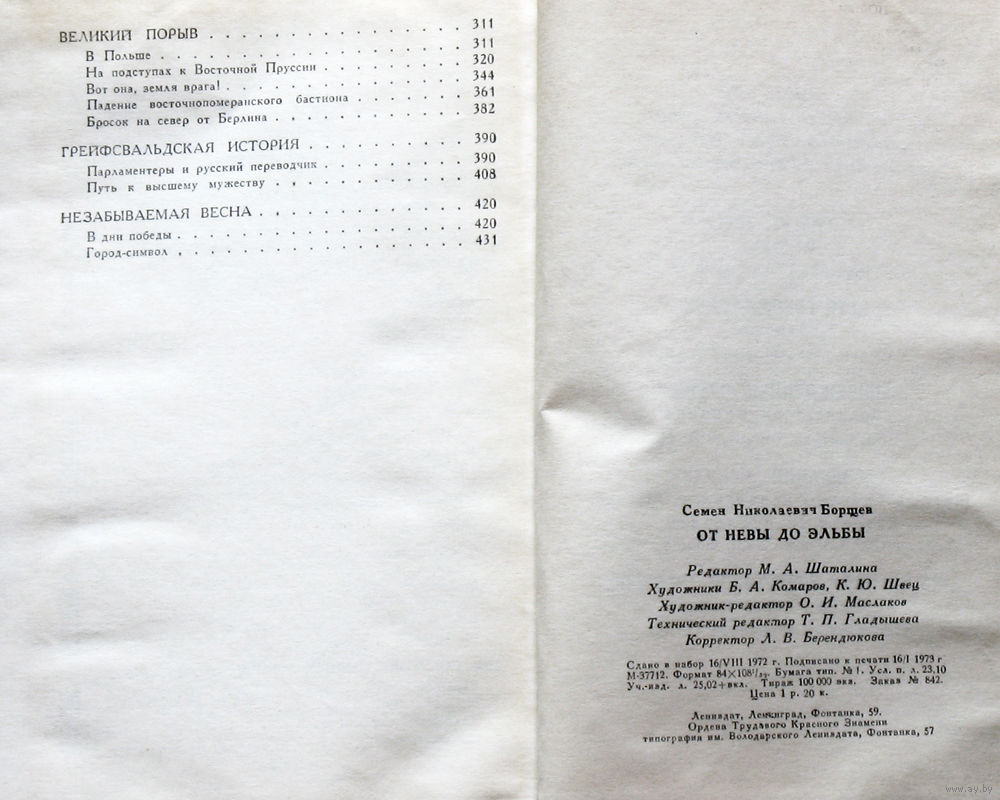 ВЕЛИКИЙ ПОРЫВ . . . . . . . . . . . . . . 311
В Польше . . . . . . . . . . . . . . . . 311
На подступах к Восточной Пруссии . . . . . . . 320
Вот она, земля врага! . . . . . . . . . . . . 344
Падение восточнопомеранского бастиона . . . . . . 361
Бросок на север от Берлина . . . . . . . . . . 382
ГРЕЙФСВАЛЬДСКАЯ ИСТОРИЯ . . . . . . . . . 390
Парламентеры и русский переводчик . . . . . . . 390
Путь к высшему мужеству . . . . . . . . . . . 408
НЕЗАБЫВАЕМАЯ ВЕСНА . . . . . . . . . . . 420
В дни победы . . . . . . . . . . . . . . . 420
Город-символ . . . . . . . . . . . . . . . 431
Семен Николаевич Борщев
ОТ НЕВЫ ДО ЭЛЬБЫ
Редактор М. А. Шаталина
Художники Б. А. Комаров, К. Ю. Швец
Художник-редактор О. И. Маслаков
Технический редактор Т. П. Гладышева
Корректор Л. В. Берендюкова
Сдано в набор 16/VIII 1972 г. Подписано к печати 16/I 1973 г
М-37712. Формат 84×108¹/₃₂. Бумага тип. № 1. Усл. п. л. 23,10
Уч.-изд. л. 25,02+вкл. Тираж 100 000 экз. Заказ № 842.
Цена 1 р. 20 к.
Лениздат, Ленинград, Фонтанка, 59.
Ордена Трудового Красного Знамени
типография им. Володарского Лениздата, Фонтанка, 57
www.ay.by